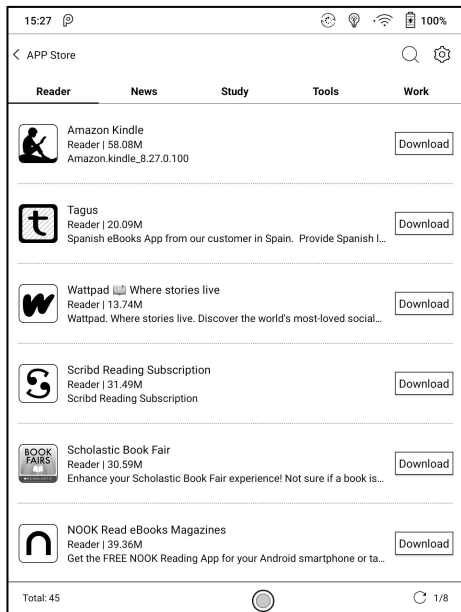 15:27 100%
APP Store
Reader News Study Tools Work
Amazon Kindle
Reader | 58.08M
Amazon.kindle_8.27.0.100
Download
Tagus
Reader | 20.09M
Spanish eBooks App from our customer in Spain. Provide Spanish l...
Download
Wattpad 📖 Where stories live
Reader | 13.74M
Wattpad. Where stories live. Discover the world's most-loved social...
Download
Scribd Reading Subscription
Reader | 31.49M
Scribd Reading Subscription
Download
BOOK
FAIRS
SCHOLASTIC
Scholastic Book Fair
Reader | 30.59M
Enhance your Scholastic Book Fair experience! Not sure if a book is...
Download
NOOK Read eBooks Magazines
Reader | 39.36M
Get the FREE NOOK Reading App for your Android smartphone or ta...
Download
Total: 45 1/8